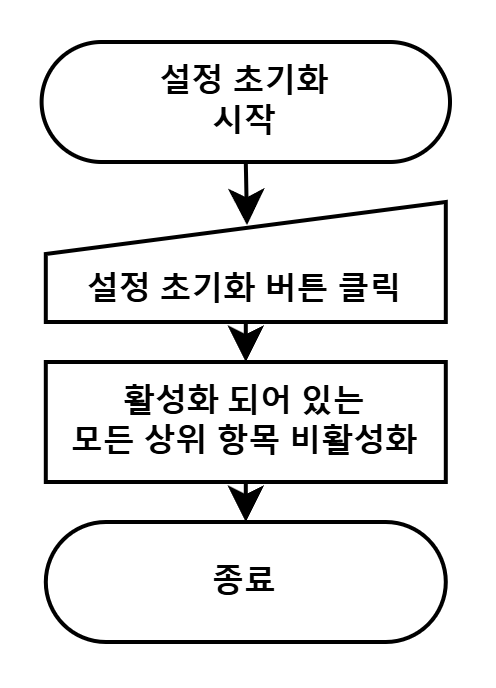 설정 초기화
시작
설정 초기화 버튼 클릭
활성화 되어 있는
모든 상위 항목 비활성화
종료